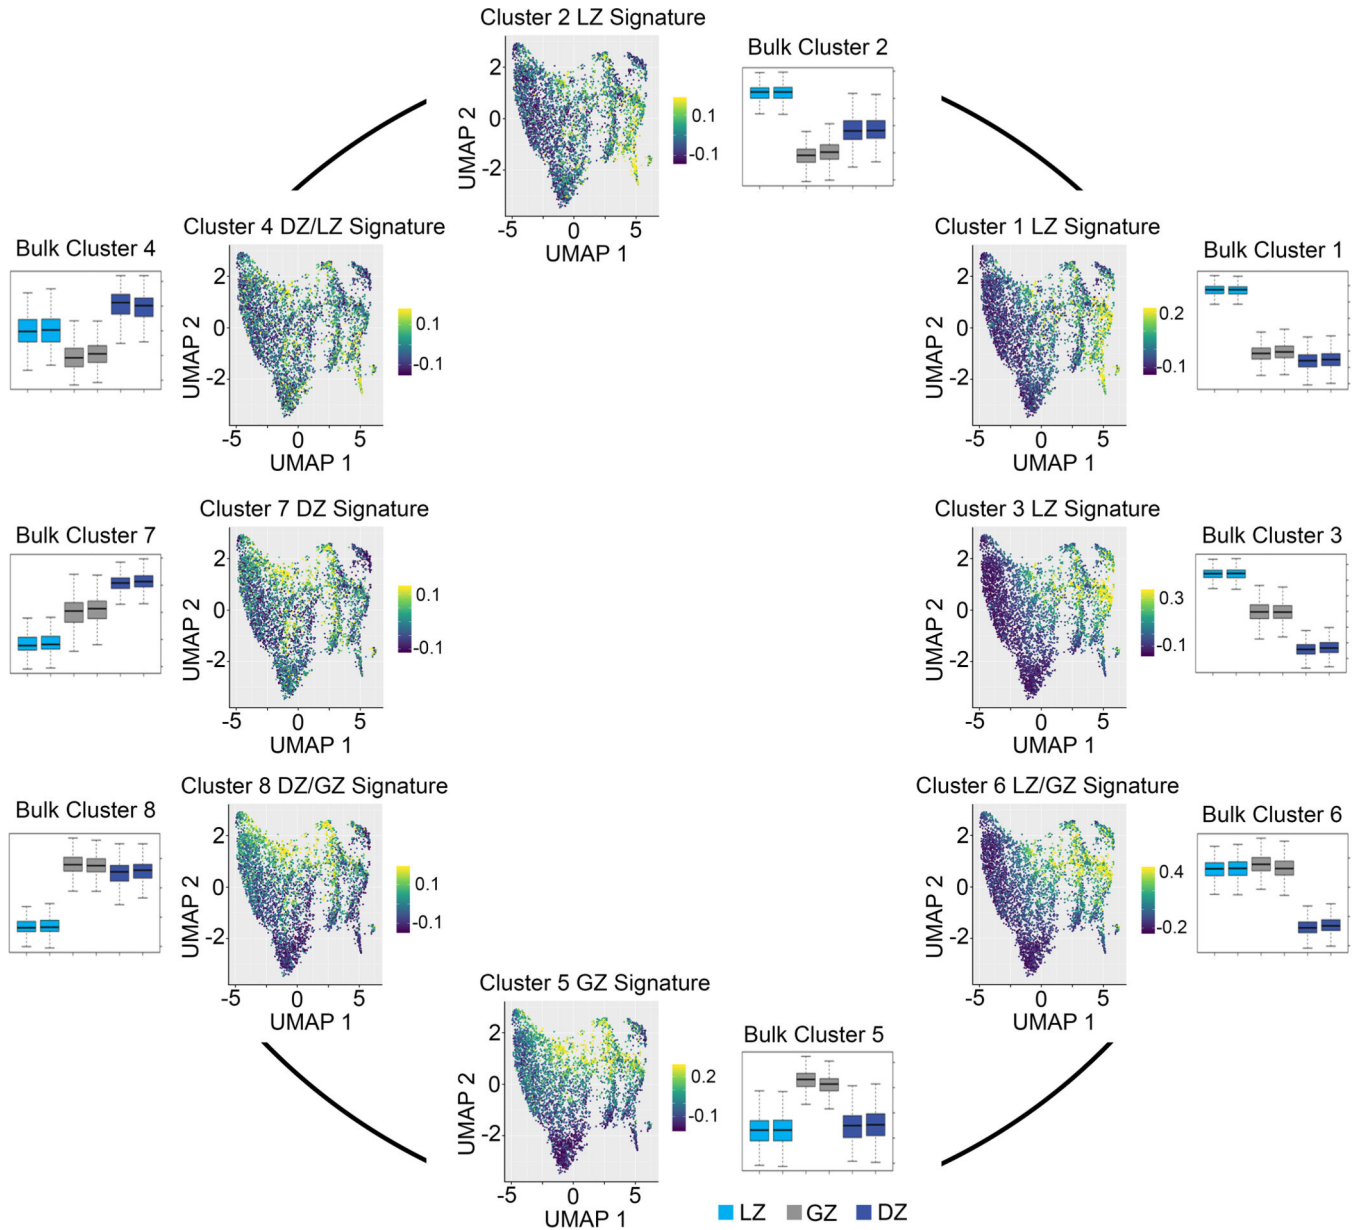 Cluster 2 LZ Signature
Bulk Cluster 2
2
0
-2
UMAP 2
0.1
-0.1
-5
0
5
UMAP 1
Cluster 4 DZ/LZ Signature
Bulk Cluster 4
2
0
-2
UMAP 2
0.1
-0.1
-5
0
5
UMAP 1
Cluster 1 LZ Signature
Bulk Cluster 1
2
0
-2
UMAP 2
0.2
-0.1
-5
0
5
UMAP 1
Cluster 7 DZ Signature
Bulk Cluster 7
2
0
-2
UMAP 2
0.1
-0.1
-5
0
5
UMAP 1
Cluster 3 LZ Signature
Bulk Cluster 3
2
0
-2
UMAP 2
0.3
-0.1
-5
0
5
UMAP 1
Cluster 8 DZ/GZ Signature
Bulk Cluster 8
2
0
-2
UMAP 2
0.1
-0.1
-5
0
5
UMAP 1
Cluster 6 LZ/GZ Signature
Bulk Cluster 6
2
0
-2
UMAP 2
0.4
-0.2
-5
0
5
UMAP 1
Cluster 5 GZ Signature
Bulk Cluster 5
2
0
-2
UMAP 2
0.2
-0.1
-5
0
5
UMAP 1
LZ GZ DZ